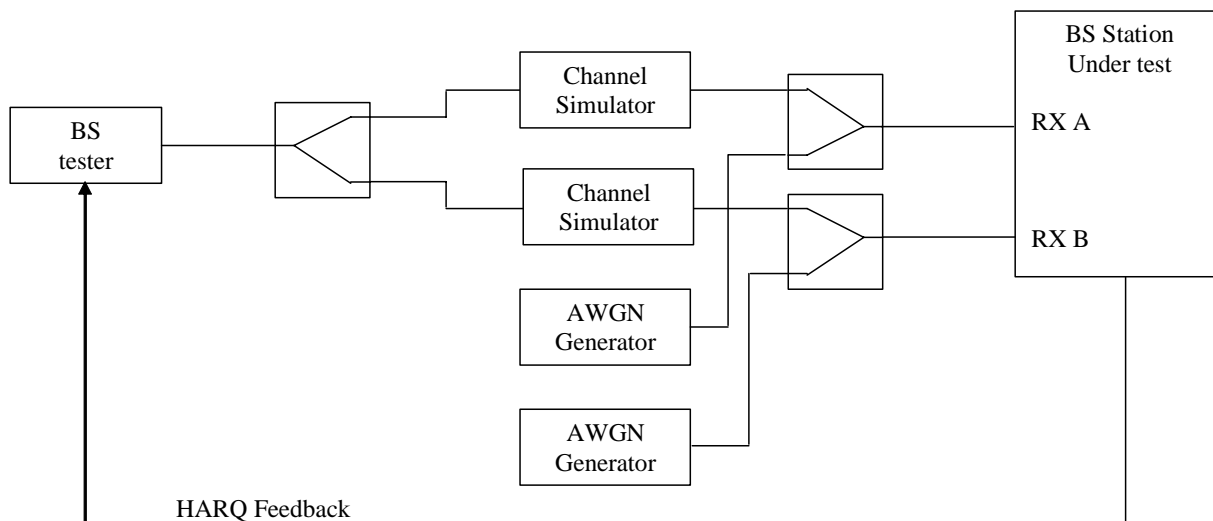 BS Station
Under test
Channel
Simulator
BS
tester
RX A
Channel
Simulator
RX B
AWGN
Generator
AWGN
Generator
HARQ Feedback